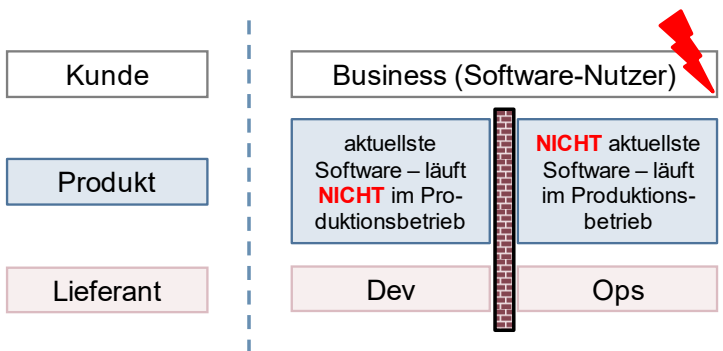 Kunde
Business (Software-Nutzer)
Produkt
aktuellste
Software – läuft
NICHT im Pro-
duktionsbetrieb
NICHT aktuellste
Software – läuft
im Produktions-
betrieb
Lieferant
Dev
Ops